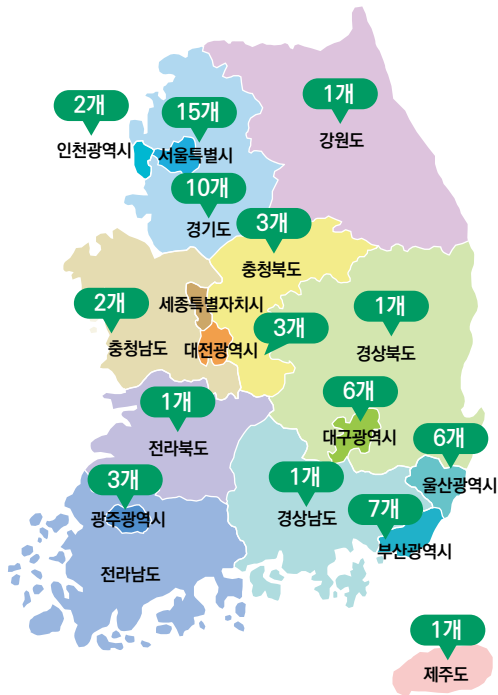 1개
강원도
2개
인천광역시
15개
서울특별시
10개
경기도
3개
충청북도
세종특별자치시
2개
충청남도
3개
대전광역시
1개
경상북도
1개
전라북도
6개
대구광역시
6개
울산광역시
3개
광주광역시
1개
경상남도
7개
부산광역시
전라남도
1개
제주도